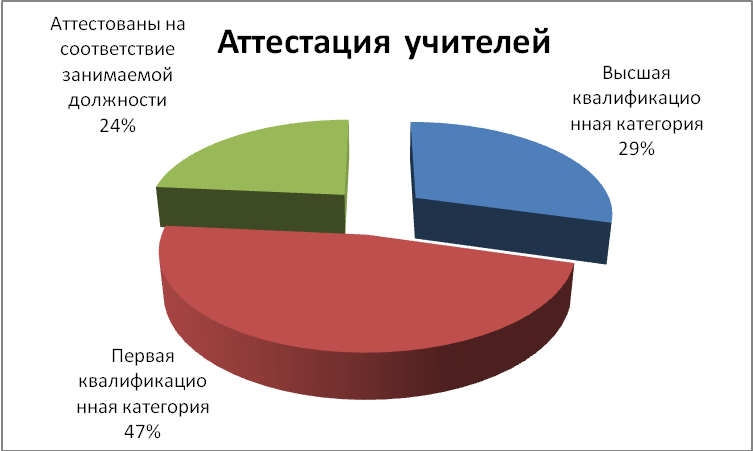 Аттестация учителей
Аттестованы на
соответствие
занимаемой
должности
24%
Высшая
квалификацио
нная категория
29%
Первая
квалификацио
нная категория
47%